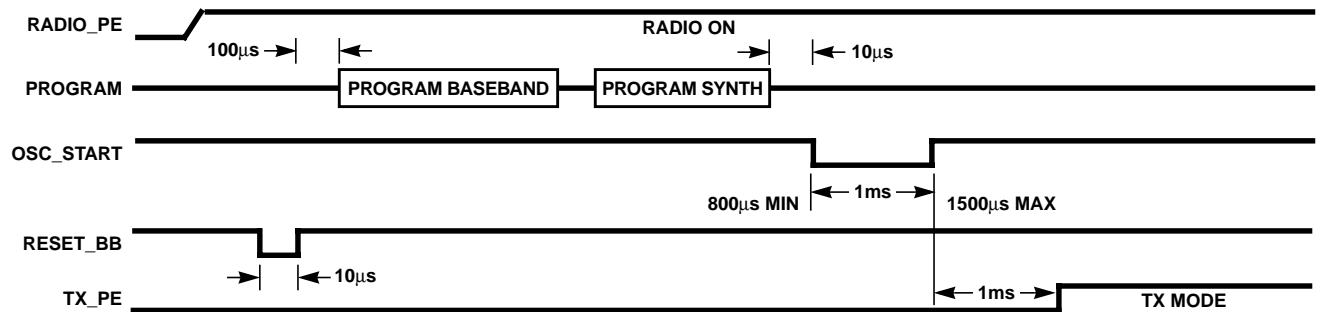 RADIO_PE
RADIO ON
100µs
10µs
PROGRAM
PROGRAM BASEBAND
PROGRAM SYNTH
OSC_START
800µs MIN
1ms
1500µs MAX
RESET_BB
10µs
TX_PE
1ms
TX MODE